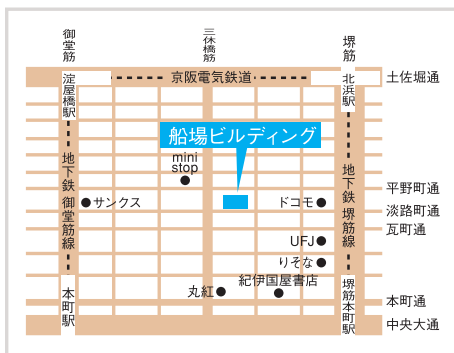 御堂筋
三休橋筋
堺筋
京阪電気鉄道
土佐堀通
淀屋橋駅
北浜駅
船場ビルディング
mini
stop
地下鉄御堂筋線
地下鉄堺筋線
平野町通
サンクス
ドコモ
淡路町通
瓦町通
UFJ
りそな
紀伊国屋書店
丸紅
本町駅
堺筋本町駅
本町通
中央大通